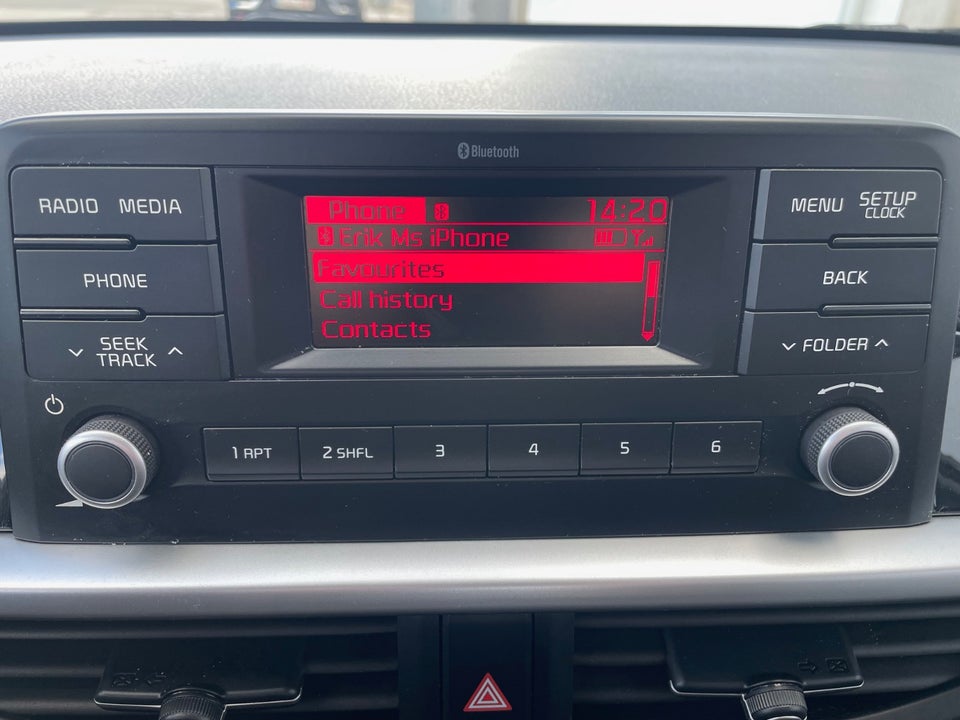 Bluetooth
RADIO MEDIA
PHONE
SEEK
TRACK
Phone 14:20
Erik Ms iPhone
Favourites
Call history
Contacts
MENU SETUP
CLOCK
BACK
FOLDER
1 RPT
2 SHFL
3
4
5
6